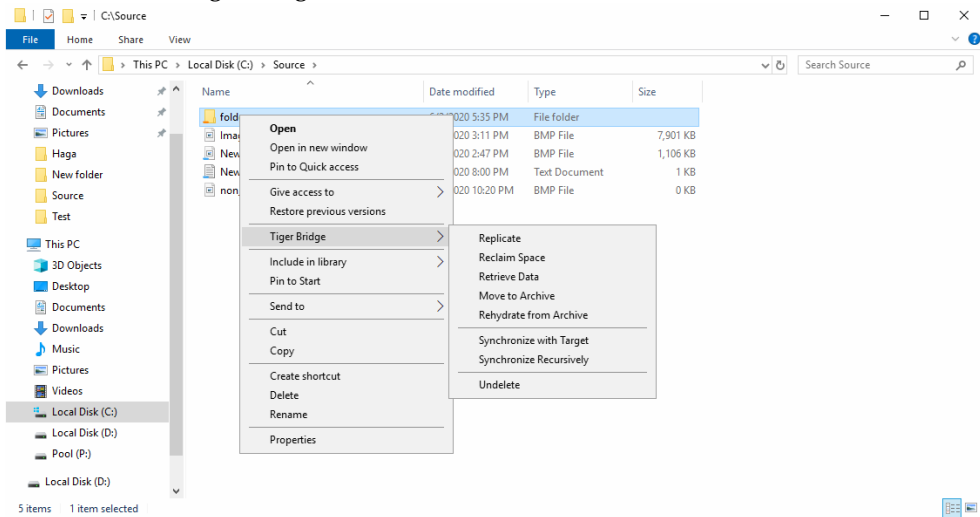 C:\Source
File Home Share View
This PC > Local Disk (C:) > Source >
Search Source
Downloads
Documents
Pictures
Haga
New folder
Source
Test
This PC
3D Objects
Desktop
Documents
Downloads
Music
Pictures
Videos
Local Disk (C:)
Local Disk (D:)
Pool (P:)
Local Disk (D:)
Name Date modified Type Size
5:35 PM File folder
020 3:11 PM BMP File 7,901 KB
New 020 2:47 PM BMP File 1,106 KB
New 020 8:00 PM Text Document 1 KB
020 10:20 PM BMP File 0 KB
Open
Open in new window
Pin to Quick access
Give access to
Restore previous versions
Tiger Bridge
Include in library
Pin to Start
Send to
Cut
Copy
Create shortcut
Delete
Rename
Properties
Replicate
Reclaim Space
Retrieve Data
Move to Archive
Rehydrate from Archive
Synchronize with Target
Synchronize Recursively
Undelete
5 items 1 item selected